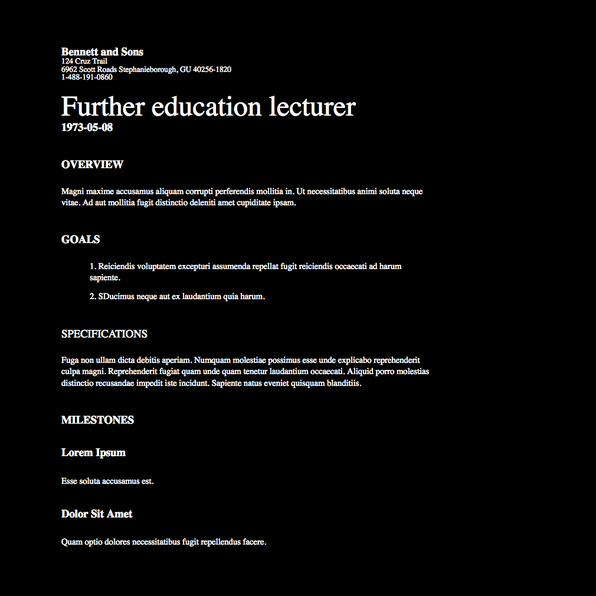 Bennett and Sons
124 Cruz Trail
6962 Scott Roads Stephanieborough, GU 40256-1820
1-488-191-0860
Further education lecturer
1973-05-08
OVERVIEW
Magni maxime accusamus aliquam corrupti perferendis mollitia in. Ut necessitatibus animi soluta neque
vitae. Ad aut mollitia fugit distinctio deleniti amet cupiditate ipsam.
GOALS
1. Reiciendis voluptatem excepturi assumenda repellat fugit reiciendis occaecati ad harum
sapiente.
2. SDucimus neque aut ex laudantium quia harum.
SPECIFICATIONS
Fuga non ullam dicta debitis aperiam. Numquam molestiae possimus esse unde explicabo reprehenderit
culpa magni. Reprehenderit fugiat quam unde quam tenetur laudantium occaecati. Aliquid porro molestias
distinctio recusandae impedit iste incidunt. Sapiente natus eveniet quisquam blanditiis.
MILESTONES
Lorem Ipsum
Esse soluta accusamus est.
Dolor Sit Amet
Quam optio dolores necessitatibus fugit repellendus facere.